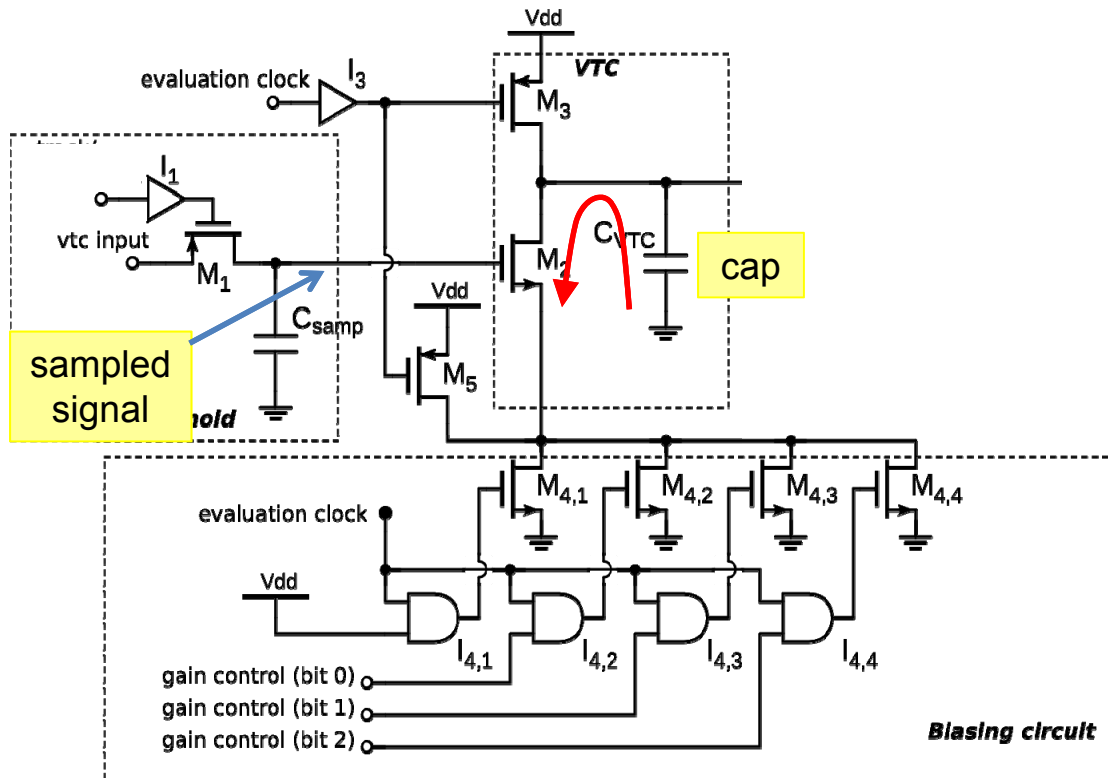 Vdd
VTC
evaluation clock
I3
M3
I1
vtc input
M1
CVTC
M2
cap
Vdd
Csamp
M5
sampled
signal
hold
M4,1
M4,2
M4,3
M4,4
evaluation clock
Vdd
I4,1
I4,2
I4,3
I4,4
gain control (bit 0)
gain control (bit 1)
gain control (bit 2)
Biasing circuit